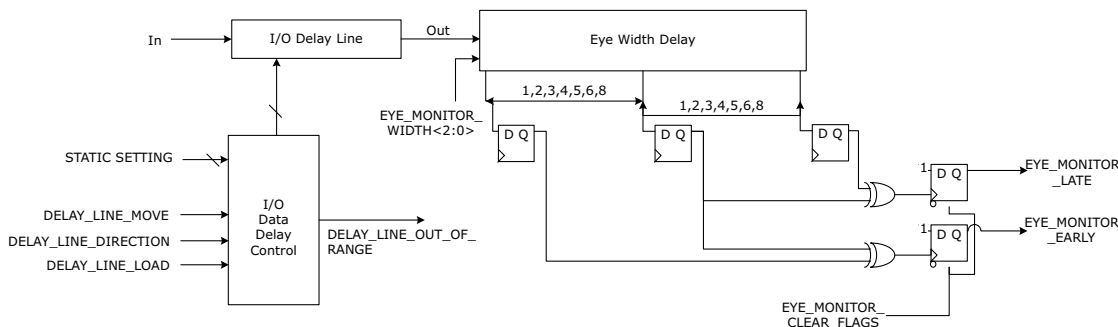 In
I/O Delay Line
Out
Eye Width Delay
1,2,3,4,5,6,8
1,2,3,4,5,6,8
EYE_MONITOR_
WIDTH<2:0>
D Q
D Q
D Q
STATIC SETTING
DELAY_LINE_MOVE
DELAY_LINE_DIRECTION
DELAY_LINE_LOAD
I/O
Data
Delay
Control
DELAY_LINE_OUT_OF_
RANGE
1
D Q
EYE_MONITOR
_LATE
1
D Q
EYE_MONITOR
_EARLY
EYE_MONITOR_
CLEAR_FLAGS